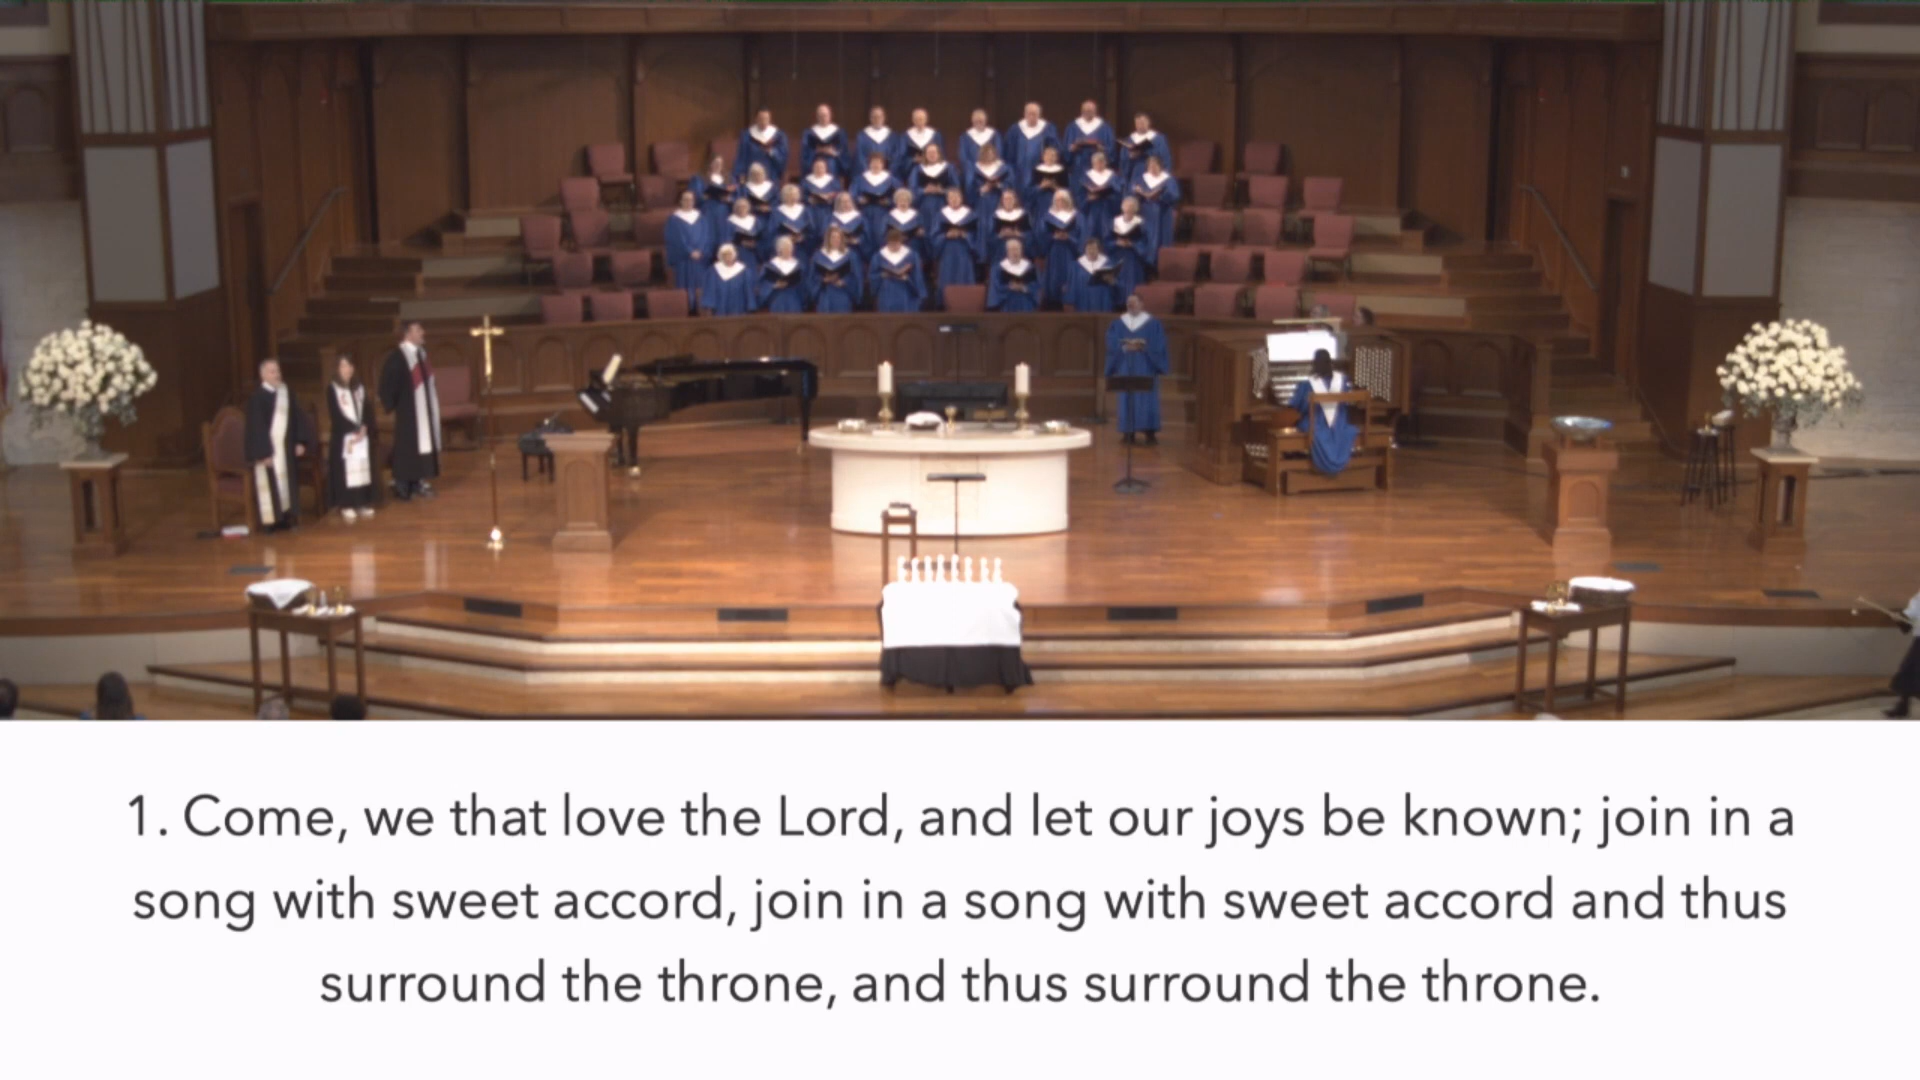 1. Come, we that love the Lord, and let our joys be known; join in a
song with sweet accord, join in a song with sweet accord and thus
surround the throne, and thus surround the throne.